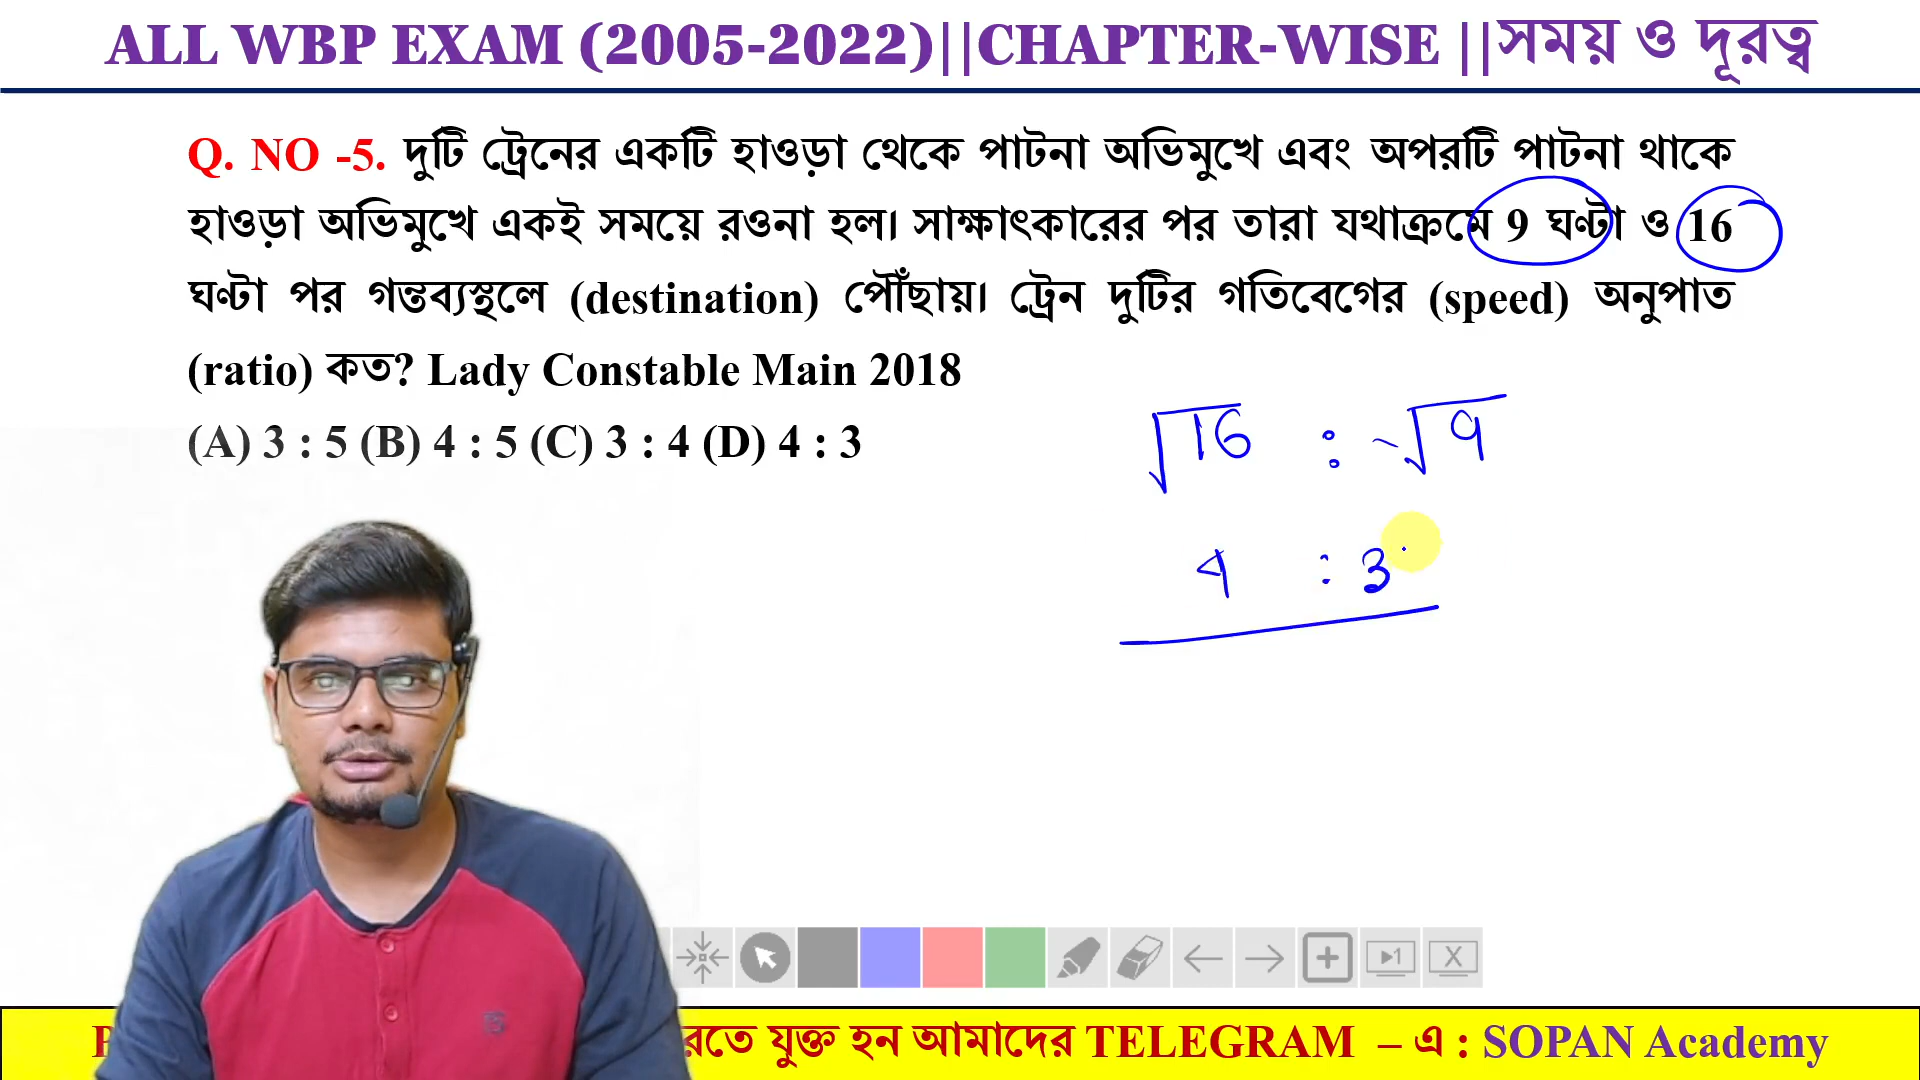 ALL WBP EXAM (2005-2022)||CHAPTER-WISE ||সময় ও দূরত্ব
Q. NO -5. দুটি ট্রেনের একটি হাওড়া থেকে পাটনা অভিমুখে এবং অপরটি পাটনা থাকে
হাওড়া অভিমুখে একই সময়ে রওনা হল। সাক্ষাৎকারের পর তারা যথাক্রমে 9 ঘণ্টা ও 16
ঘণ্টা পর গন্তব্যস্থলে (destination) পৌঁছায়। ট্রেন দুটির গতিবেগের (speed) অনুপাত
(ratio) কত? Lady Constable Main 2018
(A) 3 : 5 (B) 4 : 5 (C) 3 : 4 (D) 4 : 3
√16 : √9
4 : 3
যুক্ত হন আমাদের TELEGRAM – এ : SOPAN Academy